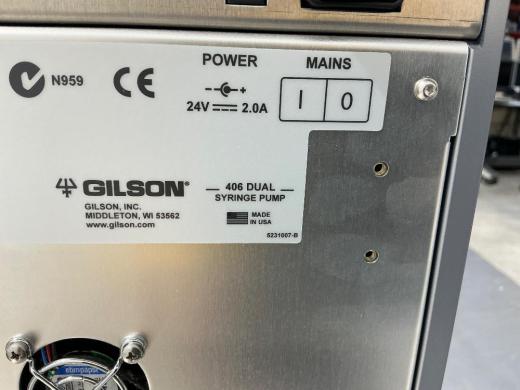 POWER
MAINS
N959
CE
- +
24V 2.0A
I O
GILSON®
GILSON, INC.
MIDDLETON, WI 53562
www.gilson.com
406 DUAL
SYRINGE PUMP
MADE
IN USA
5231007-B
ebmpapst